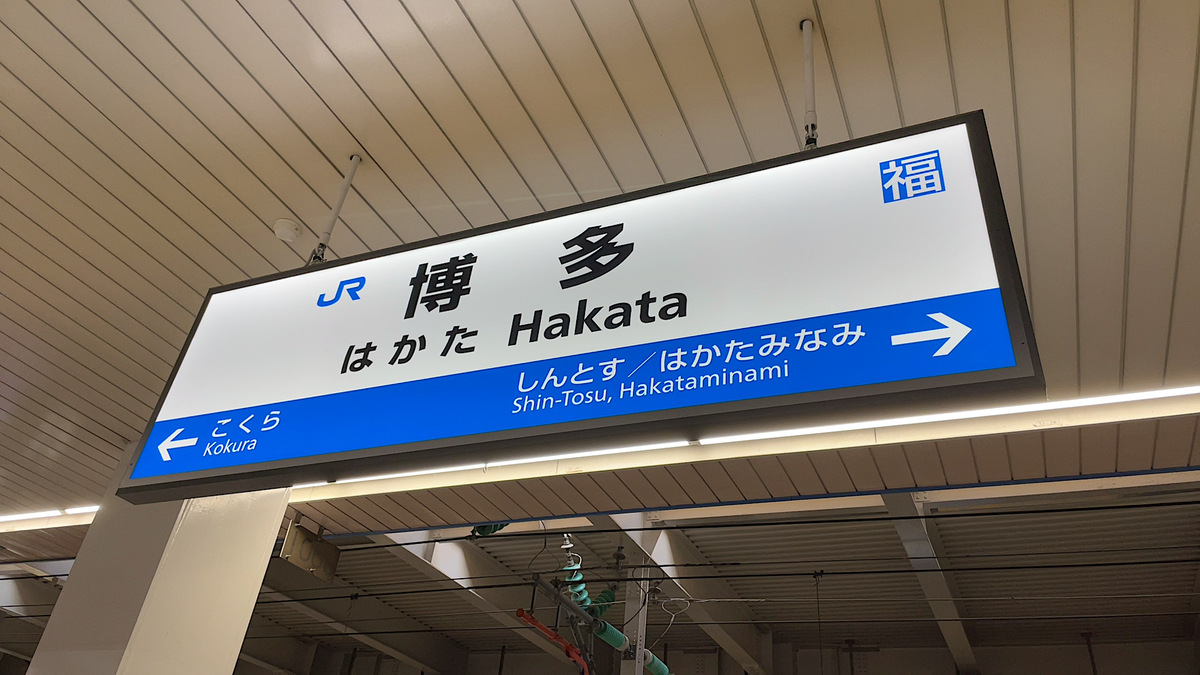 福
JR 博多
はかた Hakata
しんとす／はかたみなみ →
Shin-Tosu, Hakataminami
← こくら
Kokura